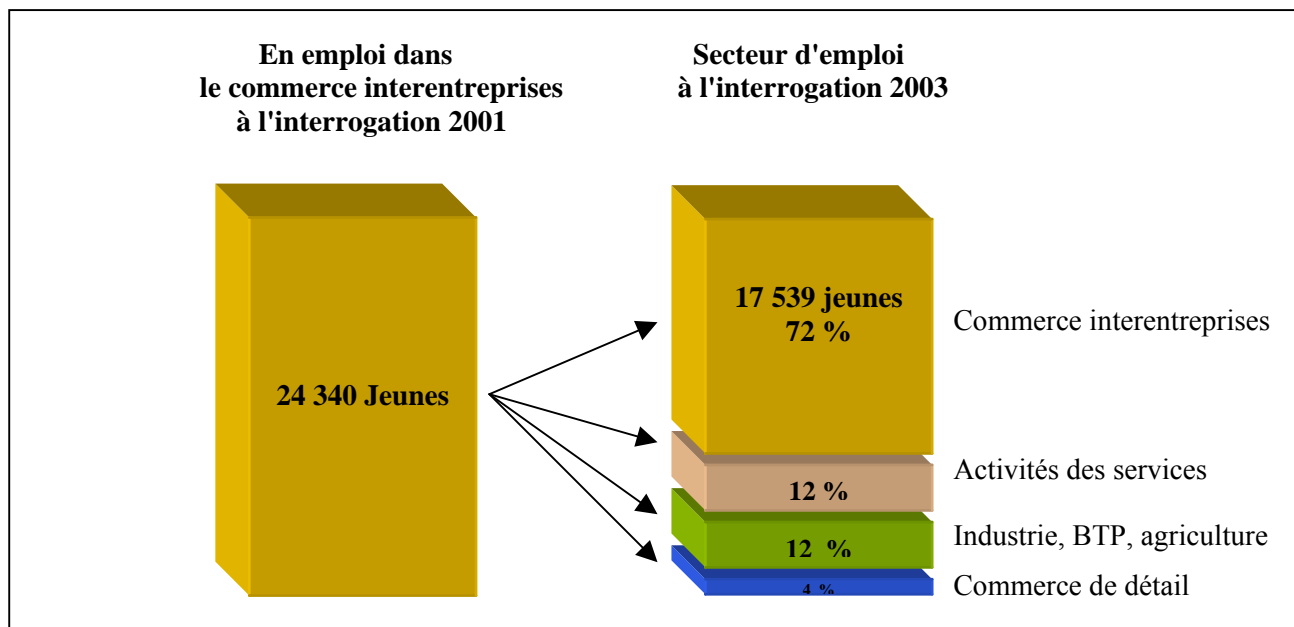 En emploi dans
le commerce interentreprises
à l'interrogation 2001
Secteur d'emploi
à l'interrogation 2003
24 340 Jeunes
17 539 jeunes
72 %
Commerce interentreprises
12 %
Activités des services
12 %
Industrie, BTP, agriculture
4 %
Commerce de détail